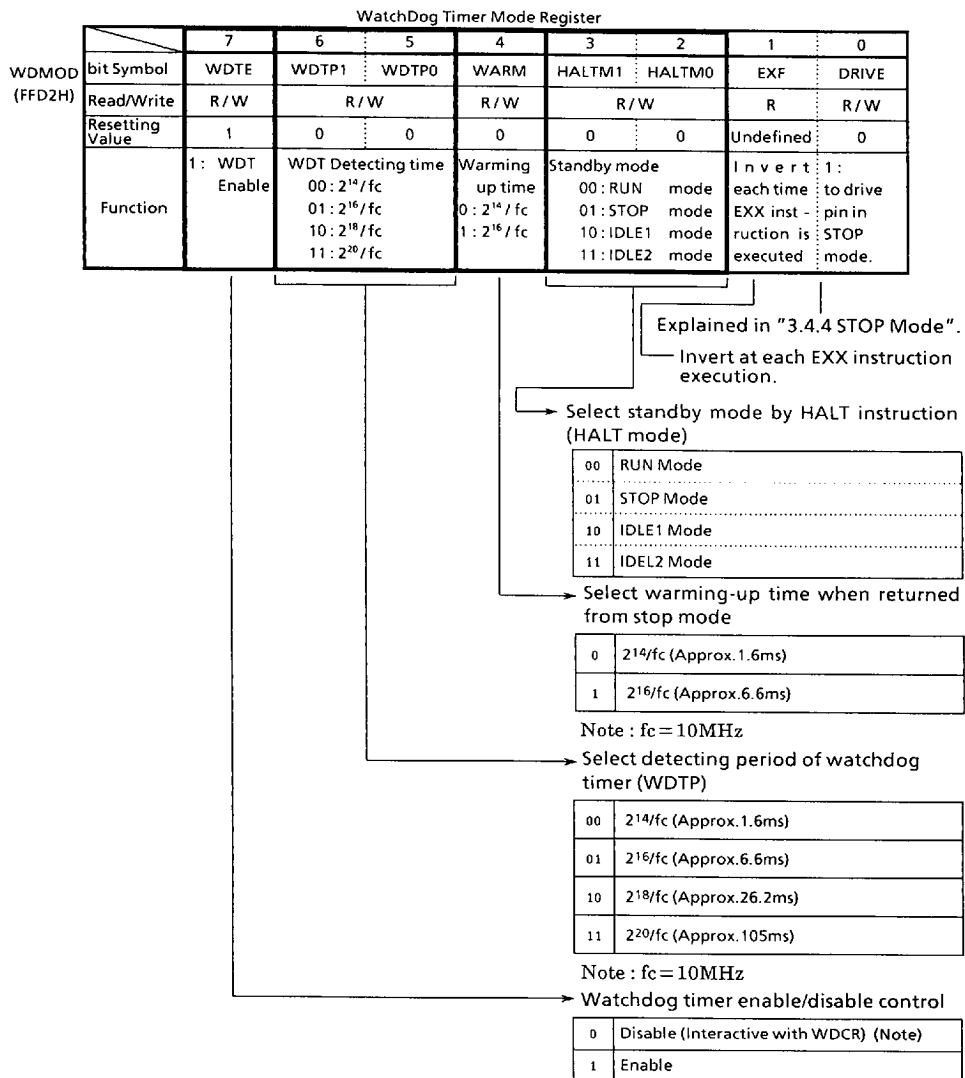 WatchDog Timer Mode Register
7 6 5 4 3 2 1 0
WDMOD (FFD2H)
bit Symbol WDTE WDTP1 WDTP0 WARM HALTM1 HALTM0 EXF DRIVE
Read/Write R/W R/W R/W R/W R R/W
Resetting Value 1 0 0 0 0 0 Undefined 0
Function
1: WDT Enable
WDT Detecting time
00:2¹⁴/fc
01:2¹⁶/fc
10:2¹⁸/fc
11:2²⁰/fc
Warming up time
0:2¹⁴/fc
1:2¹⁶/fc
Standby mode
00:RUN mode
01:STOP mode
10:IDLE1 mode
11:IDLE2 mode
Invert
each time
EXX inst-
ruction is
executed
1:
to drive
pin in
STOP
mode.
Explained in "3.4.4 STOP Mode".
Invert at each EXX instruction
execution.
Select standby mode by HALT instruction
(HALT mode)
00 RUN Mode
01 STOP Mode
10 IDLE1 Mode
11 IDEL2 Mode
Select warming-up time when returned
from stop mode
0 2¹⁴/fc (Approx.1.6ms)
1 2¹⁶/fc (Approx.6.6ms)
Note : fc=10MHz
Select detecting period of watchdog
timer (WDTP)
00 2¹⁴/fc (Approx.1.6ms)
01 2¹⁶/fc (Approx.6.6ms)
10 2¹⁸/fc (Approx.26.2ms)
11 2²⁰/fc (Approx.105ms)
Note : fc=10MHz
Watchdog timer enable/disable control
0 Disable (Interactive with WDCR) (Note)
1 Enable